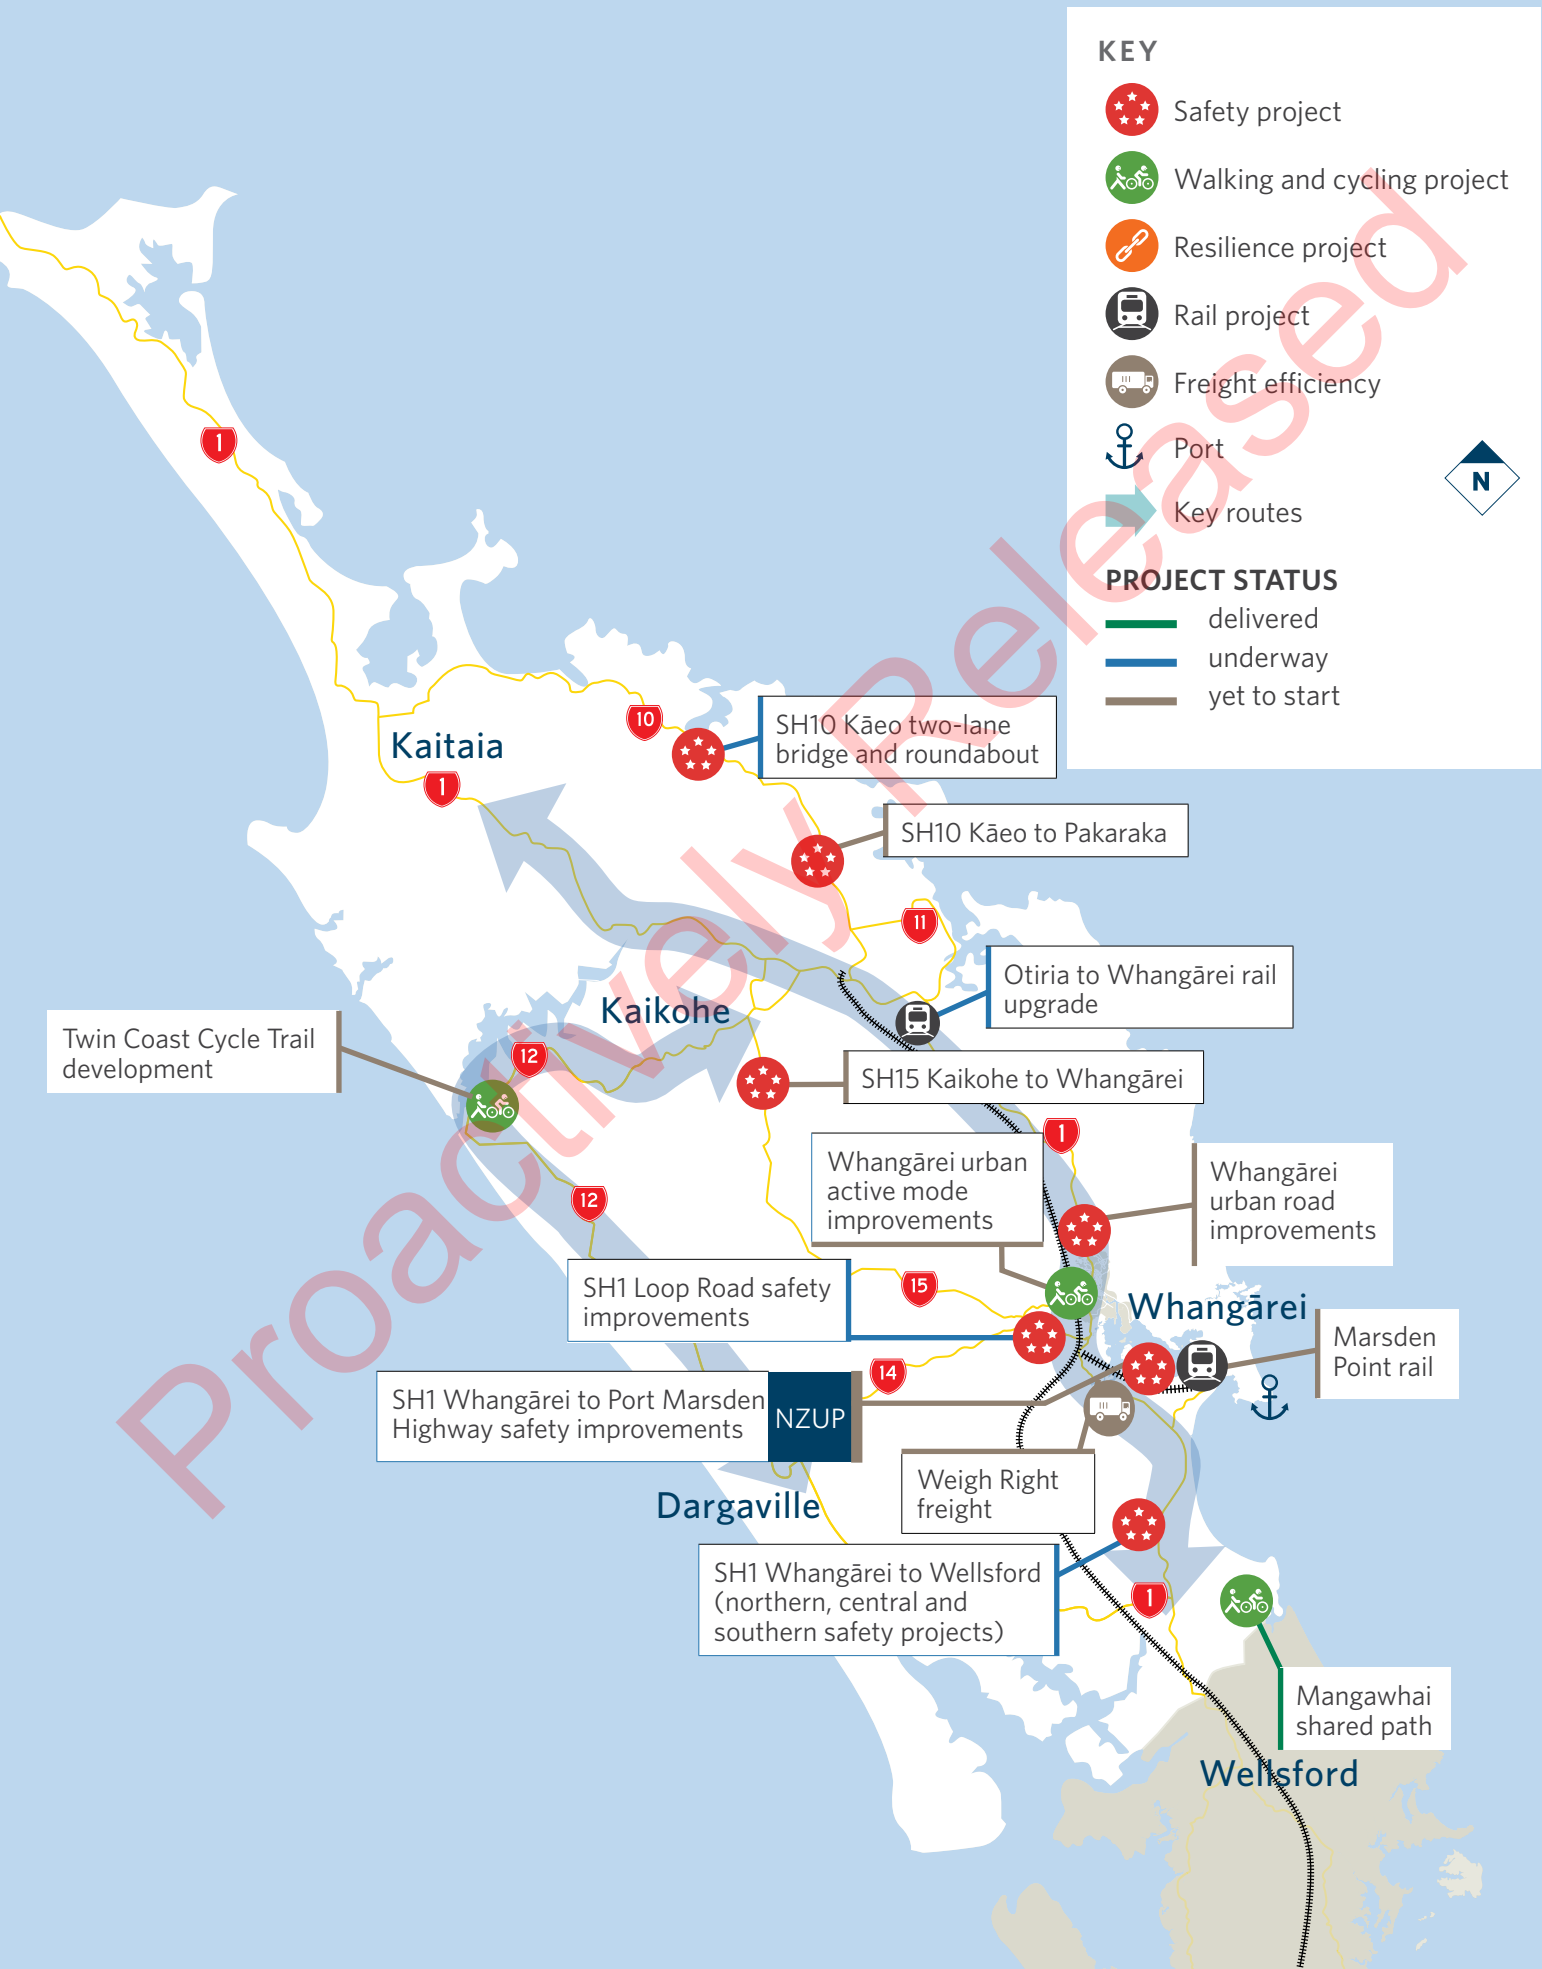 KEY
Safety project
Walking and cycling project
Resilience project
Rail project
Freight efficiency
Port
N
Key routes
PROJECT STATUS
delivered
underway
yet to start
1
10
SH10 Kāeo two-lane
bridge and roundabout
Kaitaia
1
SH10 Kāeo to Pakaraka
11
Otiria to Whangārei rail
upgrade
Kaikohe
Twin Coast Cycle Trail
development
12
SH15 Kaikohe to Whangārei
1
Whangārei urban
active mode
improvements
Whangārei
urban road
improvements
12
SH1 Loop Road safety
improvements
15
Whangārei
Marsden
Point rail
14
SH1 Whangārei to Port Marsden
Highway safety improvements
NZUP
Weigh Right
freight
Dargaville
SH1 Whangārei to Wellsford
(northern, central and
southern safety projects)
1
Mangawhai
shared path
Wellsford
Proactively Released